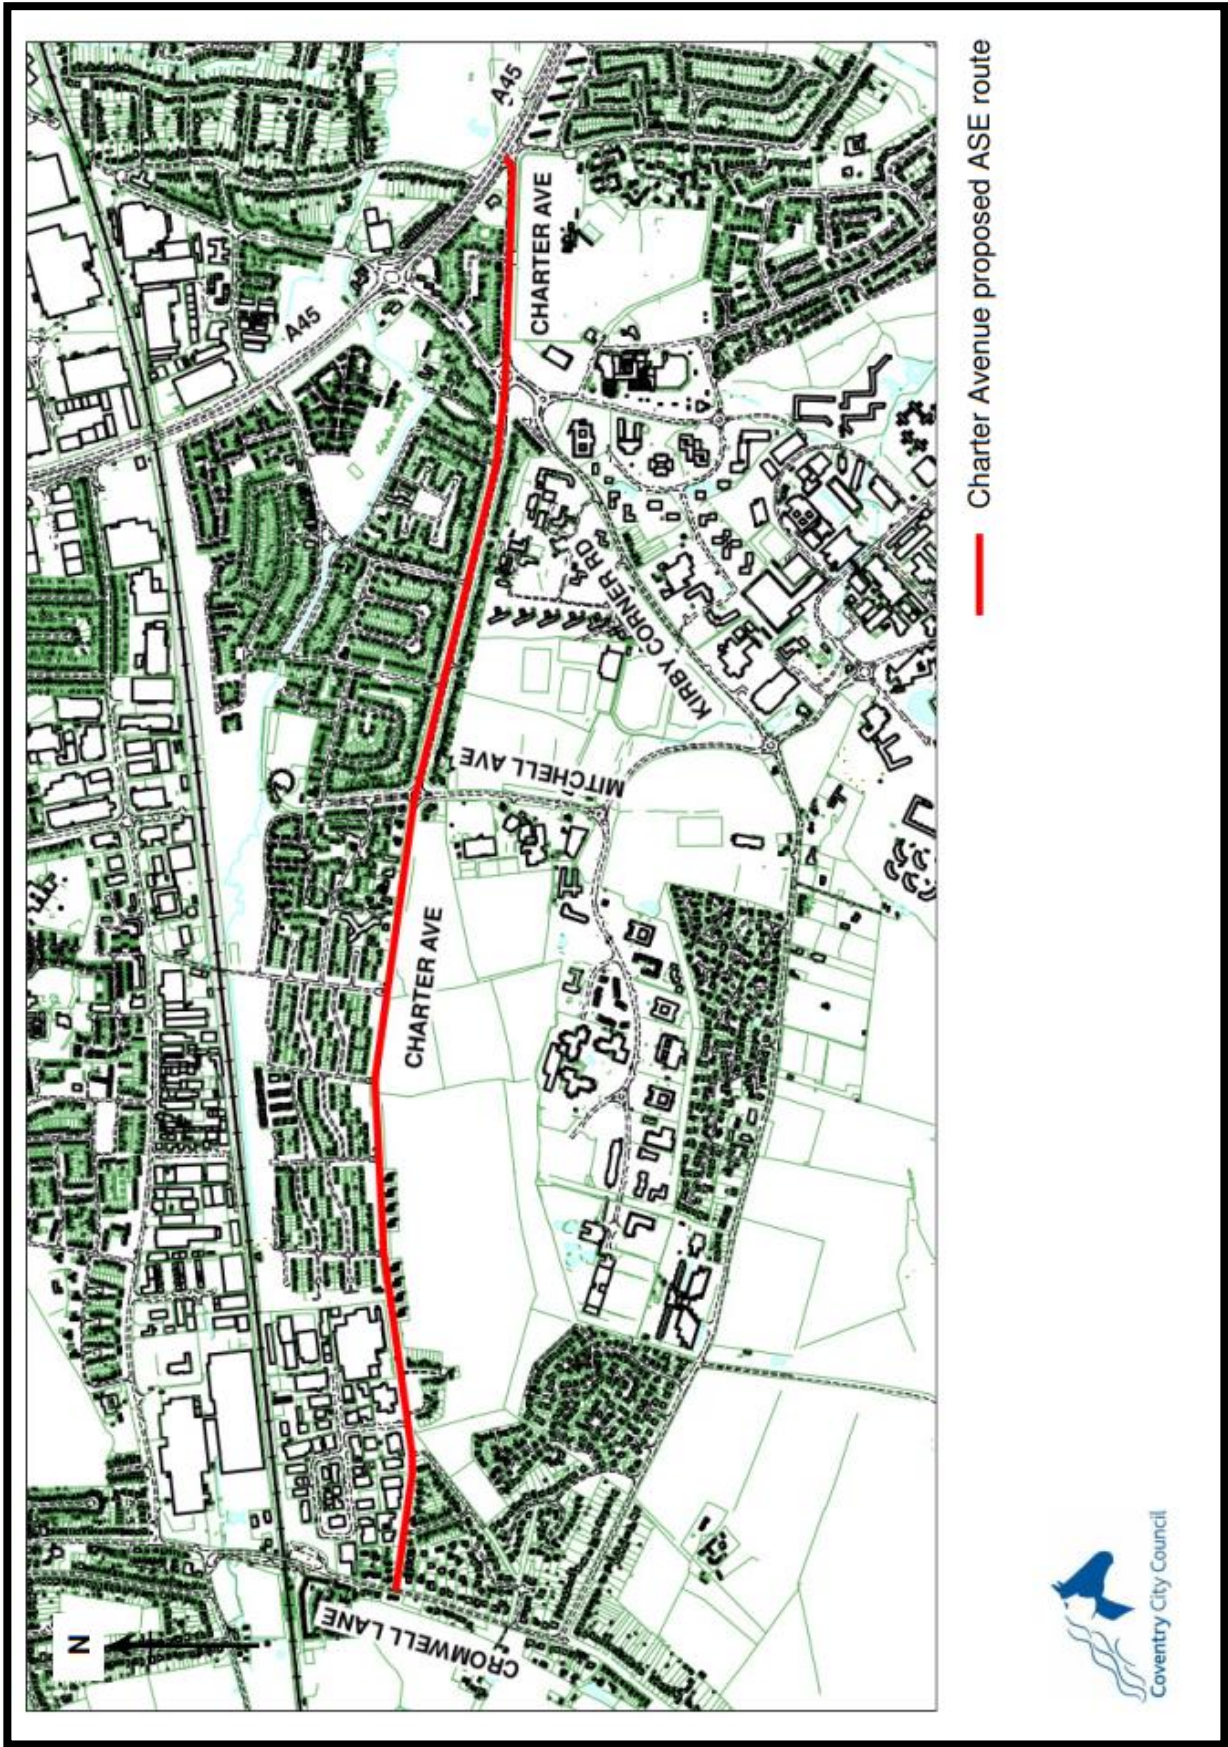 N
CROMWELL LANE
CHARTER AVE
MITCHELL AVE
KIRBY CORNER RD
A45
CHARTER AVE
A45
Charter Avenue proposed ASE route
Coventry City Council